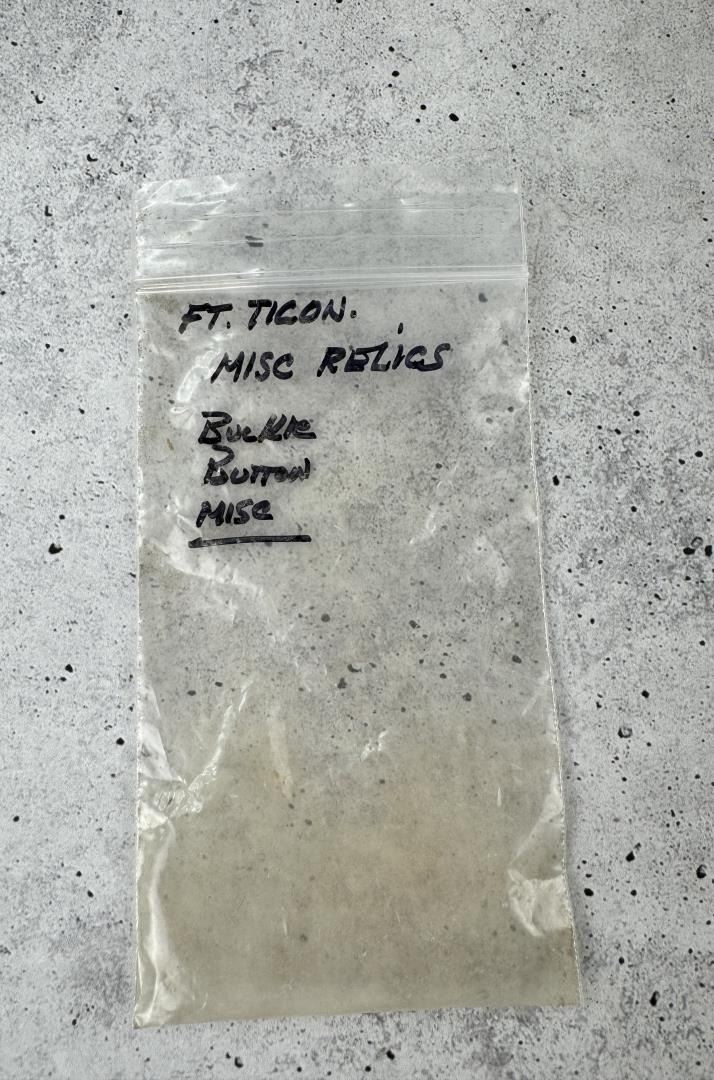 FT. TICON.
MISC RELICS
BUCKLE
BUTTON
MISC